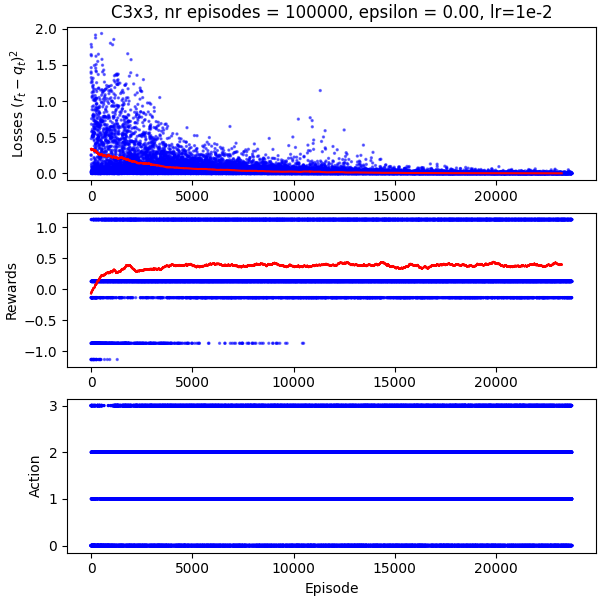 C3x3, nr episodes = 100000, epsilon = 0.00, lr=1e-2
Losses $(r_t - q_t)^2$
2.0
1.5
1.0
0.5
0.0
0 5000 10000 15000 20000
Rewards
1.0
0.5
0.0
−0.5
−1.0
0 5000 10000 15000 20000
Action
3
2
1
0
0 5000 10000 15000 20000
Episode